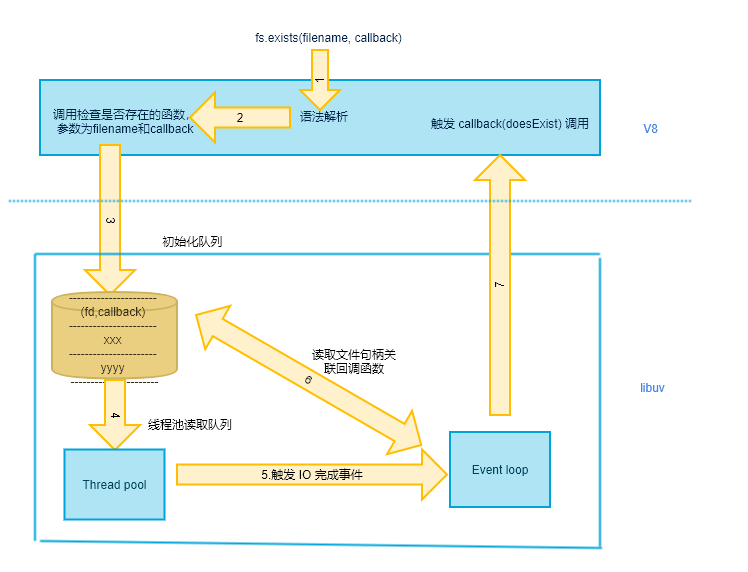 fs.exists(filename, callback)
1
调用检查是否存在的函数,
参数为filename和callback
2
语法解析
触发 callback(doesExist) 调用
V8
3
初始化队列
7
(fd,callback)
xxx
yyyy
读取文件句柄关
联回调函数
6
libuv
4
线程池读取队列
Thread pool
5.触发 IO 完成事件
Event loop